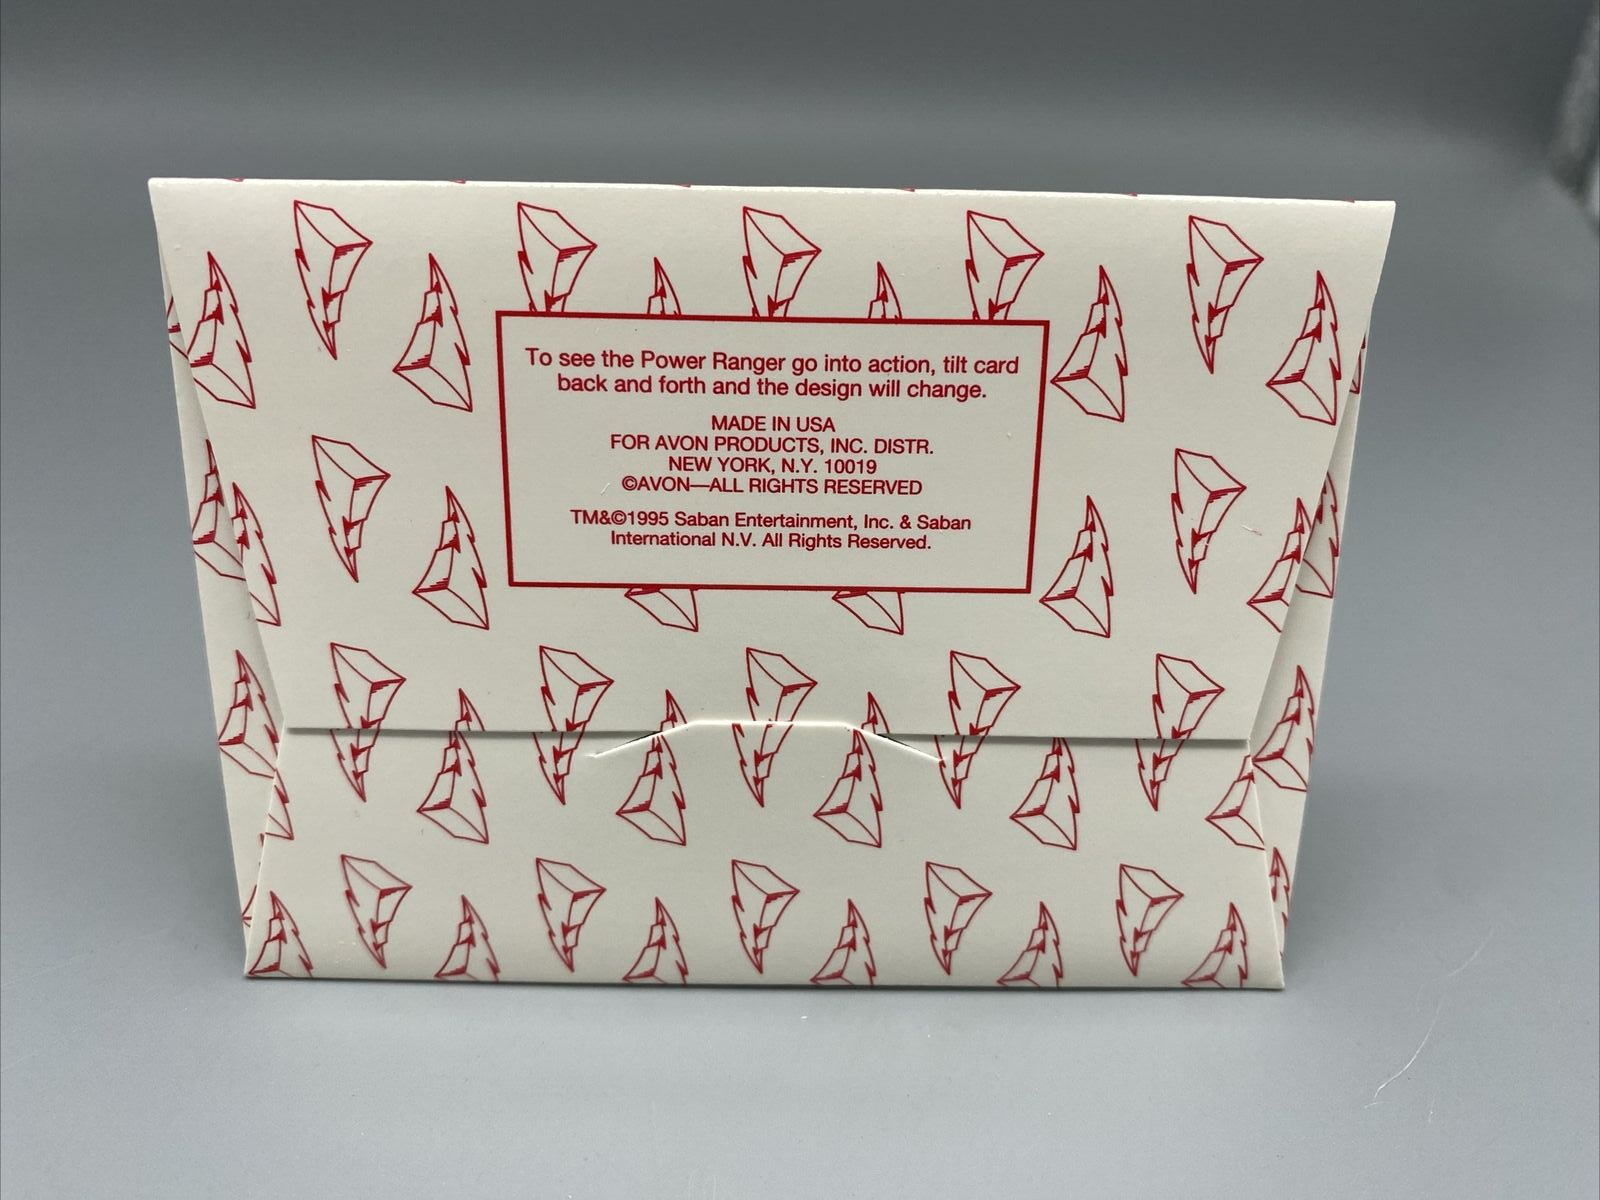 To see the Power Ranger go into action, tilt card
back and forth and the design will change.
MADE IN USA
FOR AVON PRODUCTS, INC. DISTR.
NEW YORK, N.Y. 10019
©AVON—ALL RIGHTS RESERVED
TM&©1995 Saban Entertainment, Inc. & Saban
International N.V. All Rights Reserved.